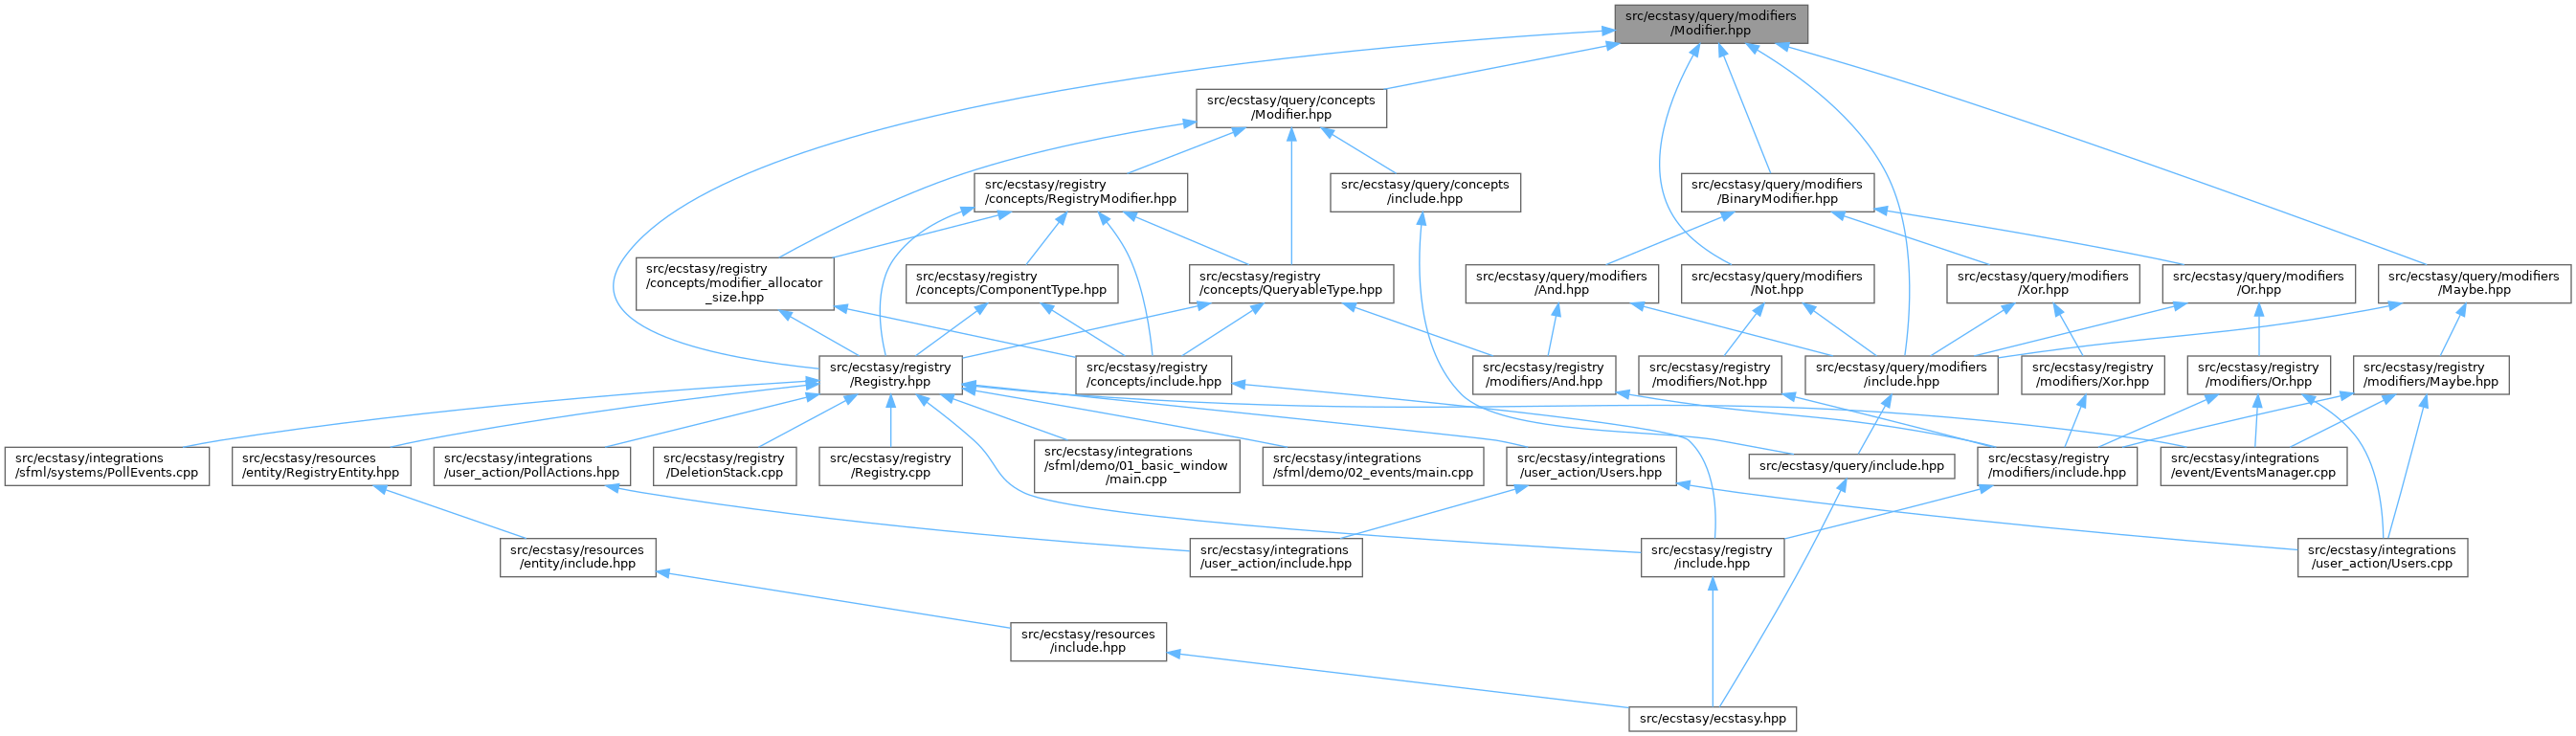 src/ecstasy/query/modifiers
/Modifier.hpp
src/ecstasy/query/concepts
/Modifier.hpp
src/ecstasy/registry
/concepts/RegistryModifier.hpp
src/ecstasy/query/concepts
/include.hpp
src/ecstasy/query/modifiers
/BinaryModifier.hpp
src/ecstasy/registry
/concepts/modifier_allocator
_size.hpp
src/ecstasy/registry
/concepts/ComponentType.hpp
src/ecstasy/registry
/concepts/QueryableType.hpp
src/ecstasy/query/modifiers
/And.hpp
src/ecstasy/query/modifiers
/Not.hpp
src/ecstasy/query/modifiers
/Xor.hpp
src/ecstasy/query/modifiers
/Or.hpp
src/ecstasy/query/modifiers
/Maybe.hpp
src/ecstasy/registry
/Registry.hpp
src/ecstasy/registry
/concepts/include.hpp
src/ecstasy/registry
/modifiers/And.hpp
src/ecstasy/registry
/modifiers/Not.hpp
src/ecstasy/query/modifiers
/include.hpp
src/ecstasy/registry
/modifiers/Xor.hpp
src/ecstasy/registry
/modifiers/Or.hpp
src/ecstasy/registry
/modifiers/Maybe.hpp
src/ecstasy/integrations
/sfml/systems/PollEvents.cpp
src/ecstasy/resources
/entity/RegistryEntity.hpp
src/ecstasy/integrations
/user_action/PollActions.hpp
src/ecstasy/registry
/DeletionStack.cpp
src/ecstasy/registry
/Registry.cpp
src/ecstasy/integrations
/sfml/demo/01_basic_window
/main.cpp
src/ecstasy/integrations
/sfml/demo/02_events/main.cpp
src/ecstasy/integrations
/user_action/Users.hpp
src/ecstasy/query/include.hpp
src/ecstasy/registry
/modifiers/include.hpp
src/ecstasy/integrations
/event/EventsManager.cpp
src/ecstasy/resources
/entity/include.hpp
src/ecstasy/integrations
/user_action/include.hpp
src/ecstasy/registry
/include.hpp
src/ecstasy/integrations
/user_action/Users.cpp
src/ecstasy/resources
/include.hpp
src/ecstasy/ecstasy.hpp